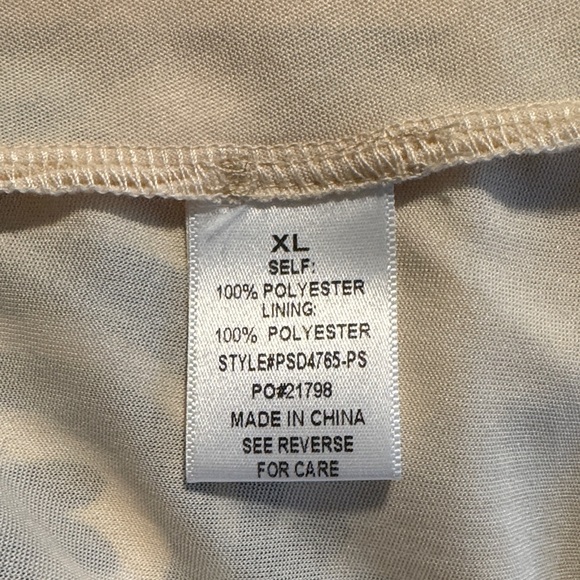 XL
SELF:
100% POLYESTER
LINING:
100% POLYESTER
STYLE#PSD4765-PS
PO#21798
MADE IN CHINA
SEE REVERSE
FOR CARE